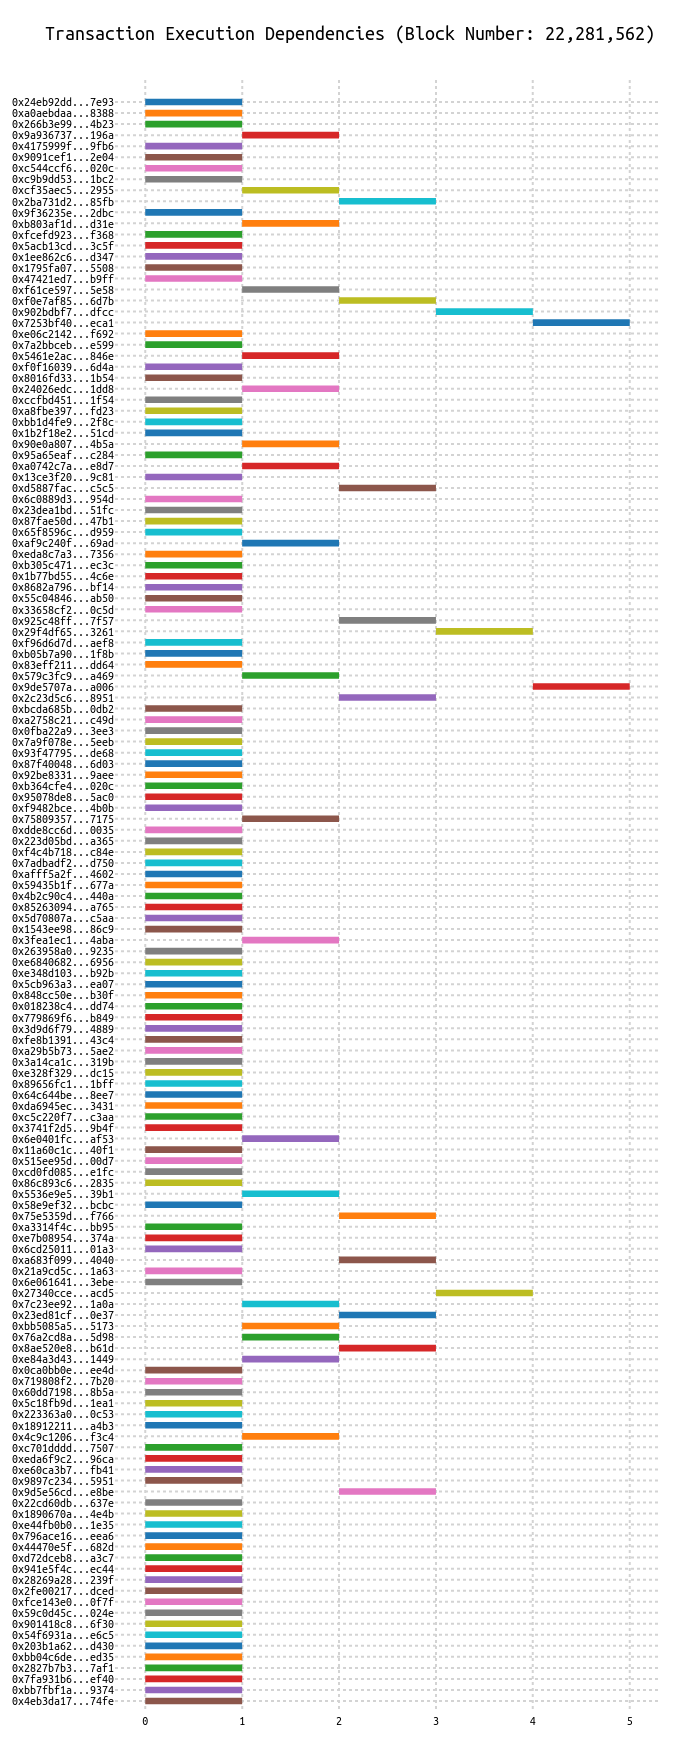 Transaction Execution Dependencies (Block Number: 22,281,562)
0x24eb92dd...7e93
0xa0aebdaa...8388
0x266b3e99...4b23
0x9a936737...196a
0x4175999f...9fb6
0x9091cef1...2e04
0xc544ccf6...020c
0xc9b9dd53...1bc2
0xcf35aec5...2955
0x2ba731d2...85fb
0x9f36235e...2dbc
0xb803af1d...d31e
0xfcefd923...f368
0x5acb13cd...3c5f
0x1ee862c6...d347
0x1795fa07...5508
0x47421ed7...b9ff
0xf61ce597...5e58
0xf0e7af85...6d7b
0x902bdbf7...dfcc
0x7253bf40...eca1
0xe06c2142...f692
0x7a2bbceb...e599
0x5461e2ac...846e
0xf0f16039...6d4a
0x8016fd33...1b54
0x24026edc...1dd8
0xccfbd451...1f54
0xa8fbe397...fd23
0xbb1d4fe9...2f8c
0x1b2f18e2...51cd
0x90e0a807...4b5a
0x95a65eaf...c284
0xa0742c7a...e8d7
0x13ce3f20...9c81
0xd5887fac...c5c5
0x6c0889d3...954d
0x23dea1bd...51fc
0x87fae50d...47b1
0x65f8596c...d959
0xaf9c240f...69ad
0xeda8c7a3...7356
0xb305c471...ec3c
0x1b77bd55...4c6e
0x8682a796...bf14
0x55c04846...ab50
0x33658cf2...0c5d
0x925c48ff...7f57
0x29f4df65...3261
0xf96d6d7d...aef8
0xb05b7a90...1f8b
0x83eff211...dd64
0x579c3fc9...a469
0x9de5707a...a006
0x2c23d5c6...8951
0xbcda685b...0db2
0xa2758c21...c49d
0x0fba22a9...3ee3
0x7a9f078e...5eeb
0x93f47795...de68
0x87f40048...6d03
0x92be8331...9aee
0xb364cfe4...020c
0x95078de8...5ac0
0xf9482bce...4b0b
0x75809357...7175
0xdde8cc6d...0035
0x223d05bd...a365
0xf4c4b718...c84e
0x7adbadf2...d750
0xafff5a2f...4602
0x59435b1f...677a
0x4b2c90c4...440a
0x85263094...a765
0x5d70807a...c5aa
0x1543ee98...86c9
0x3fea1ec1...4aba
0x263958a0...9235
0xe6840682...6956
0xe348d103...b92b
0x5cb963a3...ea07
0x848cc50e...b30f
0x018238c4...dd74
0x779869f6...b849
0x3d9d6f79...4889
0xfe8b1391...43c4
0xa29b5b73...5ae2
0x3a14ca1c...319b
0xe328f329...dc15
0x89656fc1...1bff
0x64c644be...8ee7
0xda6945ec...3431
0xc5c220f7...c3aa
0x3741f2d5...9b4f
0x6e0401fc...af53
0x11a60c1c...40f1
0x515ee95d...00d7
0xcd0fd085...e1fc
0x86c893c6...2835
0x5536e9e5...39b1
0x58e9ef32...bcbc
0x75e5359d...f766
0xa3314f4c...bb95
0xe7b08954...374a
0x6cd25011...01a3
0xa683f099...4040
0x21a9cd5c...1a63
0x6e061641...3ebe
0x27340cce...acd5
0x7c23ee92...1a0a
0x23ed81cf...0e37
0xbb5085a5...5173
0x76a2cd8a...5d98
0x8ae520e8...b61d
0xe84a3d43...1449
0x0ca0bb0e...ee4d
0x719808f2...7b20
0x60dd7198...8b5a
0x5c18fb9d...1ea1
0x223363a0...0c53
0x18912211...a4b3
0x4c9c1206...f3c4
0xc701dddd...7507
0xeda6f9c2...96ca
0xe60ca3b7...fb41
0x9897c234...5951
0x9d5e56cd...e8be
0x22cd60db...637e
0x1890670a...4e4b
0xe44fb0b0...1e35
0x796ace16...eea6
0x44470e5f...682d
0xd72dceb8...a3c7
0x941e5f4c...ec44
0x28269a28...239f
0x2fe00217...dced
0xfce143e0...0f7f
0x59c0d45c...024e
0x901418c8...6f30
0x54f6931a...e6c5
0x203b1a62...d430
0xbb04c6de...ed35
0x2827b7b3...7af1
0x7fa931b6...ef40
0xbb7fbf1a...9374
0x4eb3da17...74fe
0 1 2 3 4 5